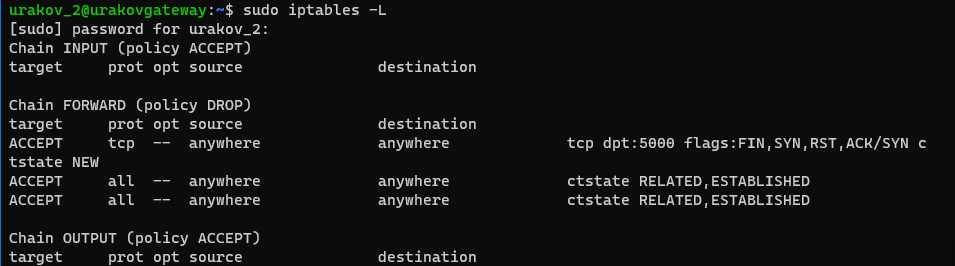 urakov_2@urakovgateway:~$ sudo iptables -L
[sudo] password for urakov_2:
Chain INPUT (policy ACCEPT)
target     prot opt source               destination

Chain FORWARD (policy DROP)
target     prot opt source               destination
ACCEPT     tcp  --  anywhere             anywhere             tcp dpt:5000 flags:FIN,SYN,RST,ACK/SYN c
tstate NEW
ACCEPT     all  --  anywhere             anywhere             ctstate RELATED,ESTABLISHED
ACCEPT     all  --  anywhere             anywhere             ctstate RELATED,ESTABLISHED

Chain OUTPUT (policy ACCEPT)
target     prot opt source               destination